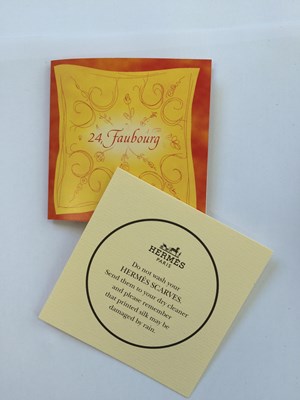 24, Faubourg
HERMÈS
PARIS
Do not wash your
HERMÈS SCARVES.
Send them to your dry cleaner
and please remember
that printed silk may be
damaged by rain.